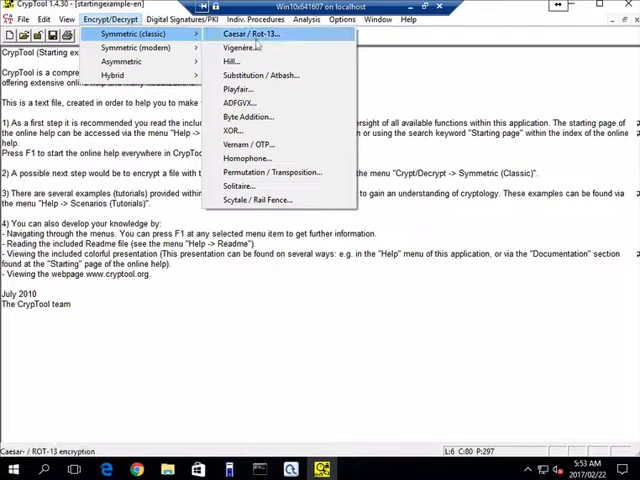 CrypTool 1.4.30 - [startingexample-en]
Win10x641607 on localhost
File Edit View Encrypt/Decrypt Digital Signatures/PKI Indiv. Procedures Analysis Options Window Help
Symmetric (classic)
Symmetric (modern)
Asymmetric
Hybrid
Caesar / Rot-13...
Vigenère...
Hill...
Substitution / Atbash...
Playfair...
ADFGVX...
Byte Addition...
XOR...
Vernam / OTP...
Homophone...
Permutation / Transposition...
Solitaire...
Scytale / Rail Fence...
CrypTool (Starting ex
CrypTool is a compre
offering extensive onlin
This is a text file, created in order to help you to make
1) As a first step it is recommended you read the inclu versight of all available functions within this application. The starting page of
the online help can be accessed via the menu "Help -> or using the search keyword "Starting page" within the index of the online
help.
Press F1 to start the online help everywhere in CrypTo
2) A possible next step would be to encrypt a file with t the menu "Crypt/Decrypt -> Symmetric (Classic)".
3) There are several examples (tutorials) provided within to gain an understanding of cryptology. These examples can be found via
the menu "Help -> Scenarios (Tutorials)".
4) You can also develop your knowledge by:
- Navigating through the menus. You can press F1 at any selected menu item to get further information.
- Reading the included Readme file (see the menu "Help -> Readme").
- Viewing the included colorful presentation (This presentation can be found on several ways: e.g. in the "Help" menu of this application, or via the "Documentation" section
found at the "Starting" page of the online help).
- Viewing the webpage www.cryptool.org.
July 2010
The CrypTool team
Caesar- / ROT-13 encryption
L:6 C:80 P:297
5:53 AM
2017/02/22